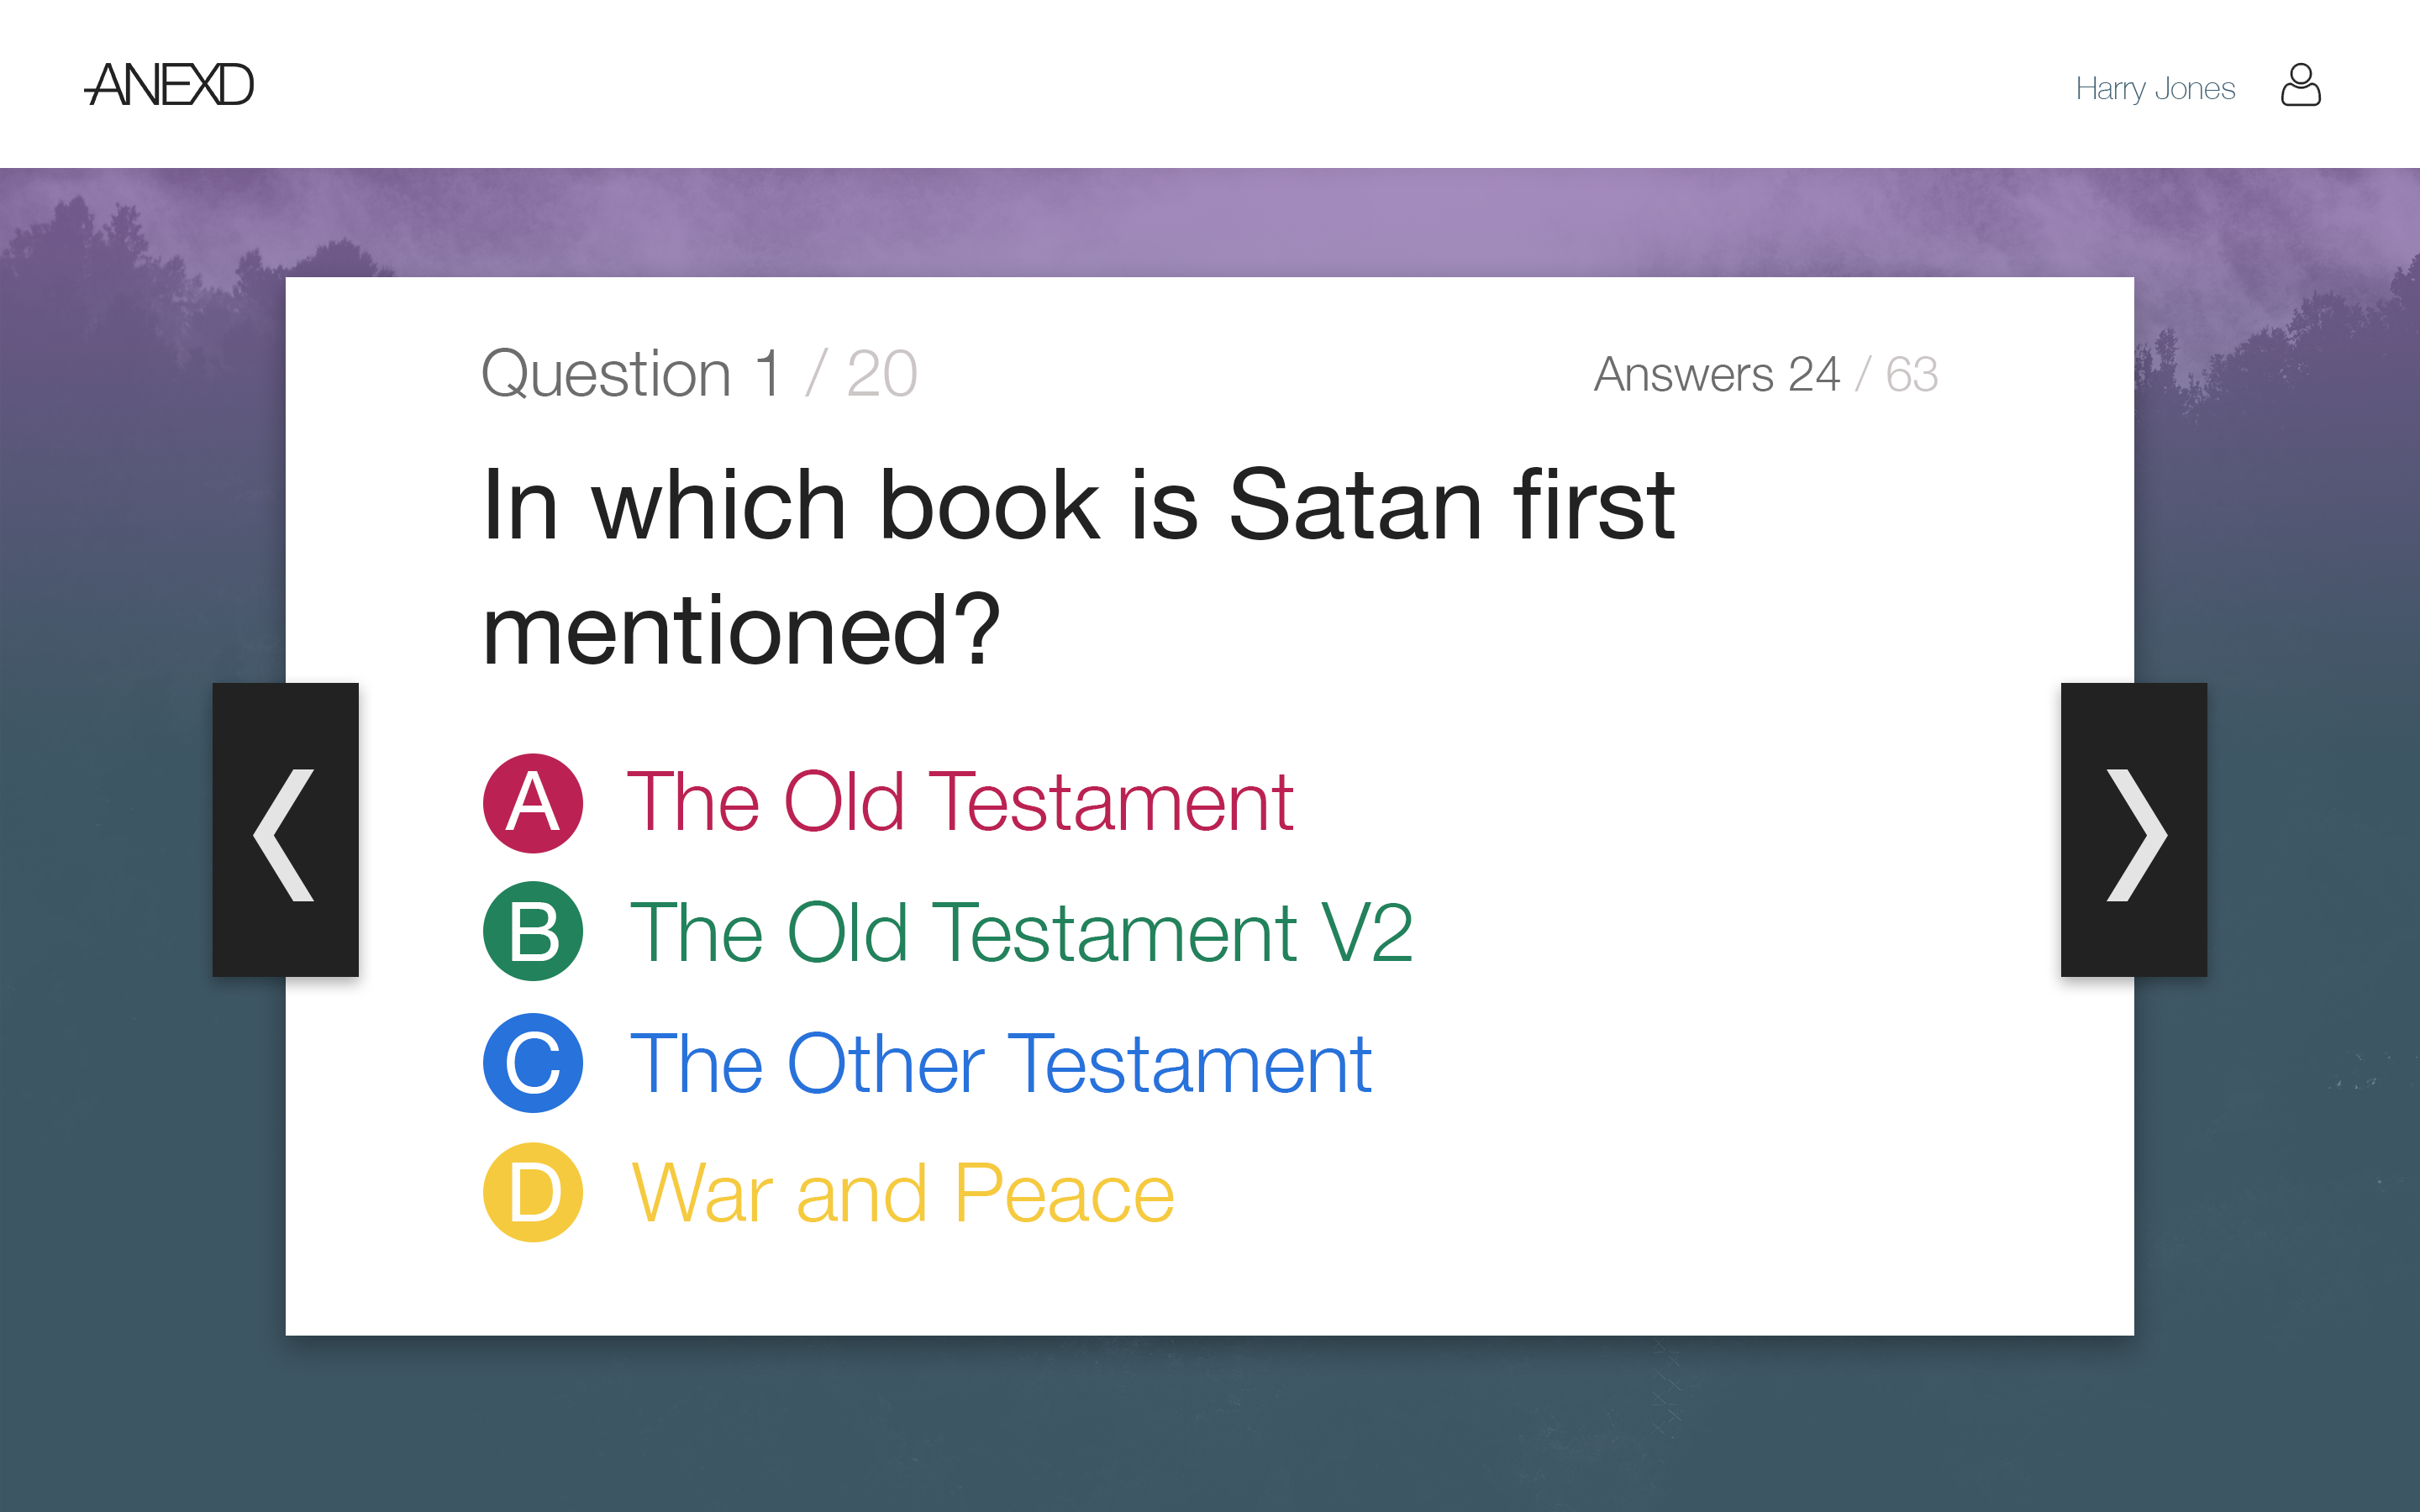 ANEXD
Harry Jones
Question 1 / 20
Answers 24 / 63
In which book is Satan first
mentioned?
A The Old Testament
B The Old Testament V2
C The Other Testament
D War and Peace